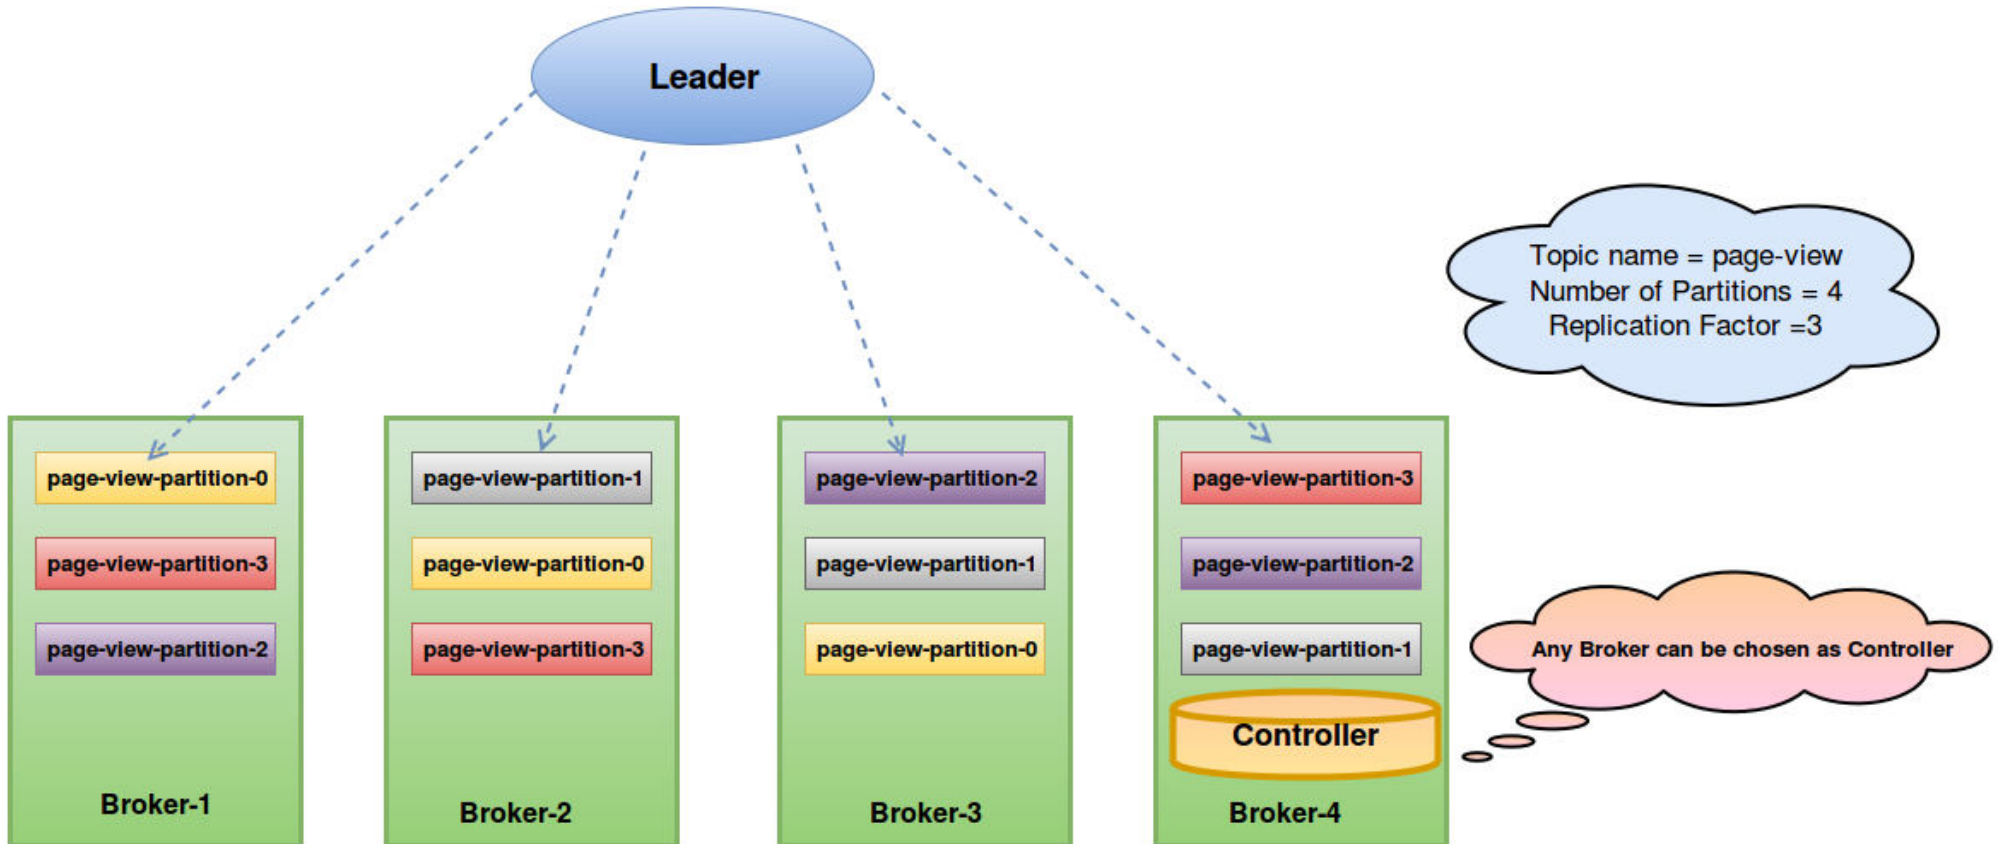 Leader
Topic name = page-view
Number of Partitions = 4
Replication Factor =3
page-view-partition-0
page-view-partition-3
page-view-partition-2
Broker-1
page-view-partition-1
page-view-partition-0
page-view-partition-3
Broker-2
page-view-partition-2
page-view-partition-1
page-view-partition-0
Broker-3
page-view-partition-3
page-view-partition-2
page-view-partition-1
Controller
Broker-4
Any Broker can be chosen as Controller